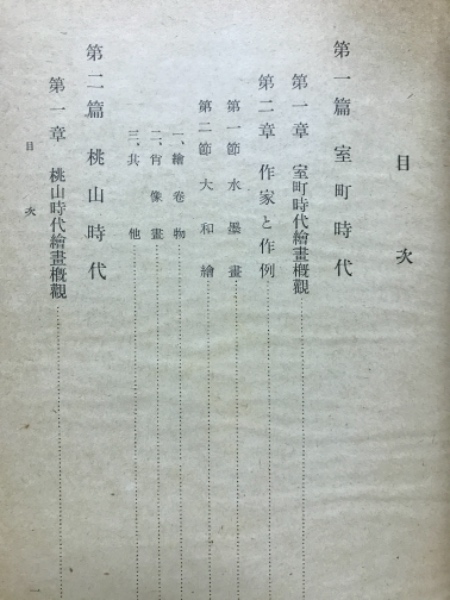 目次
第一篇 室町時代
第一章 室町時代繪畫概觀
第二章 作家と作例
第一節 水墨畫
第二節 大和繪
一、繪卷物
二、肖像畫
三、其他
第二篇 桃山時代
第一章 桃山時代繪畫概觀
目次
一